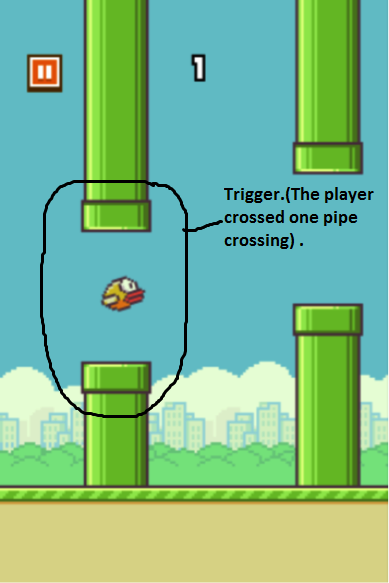 1
Trigger.(The player
crossed one pipe
crossing) .